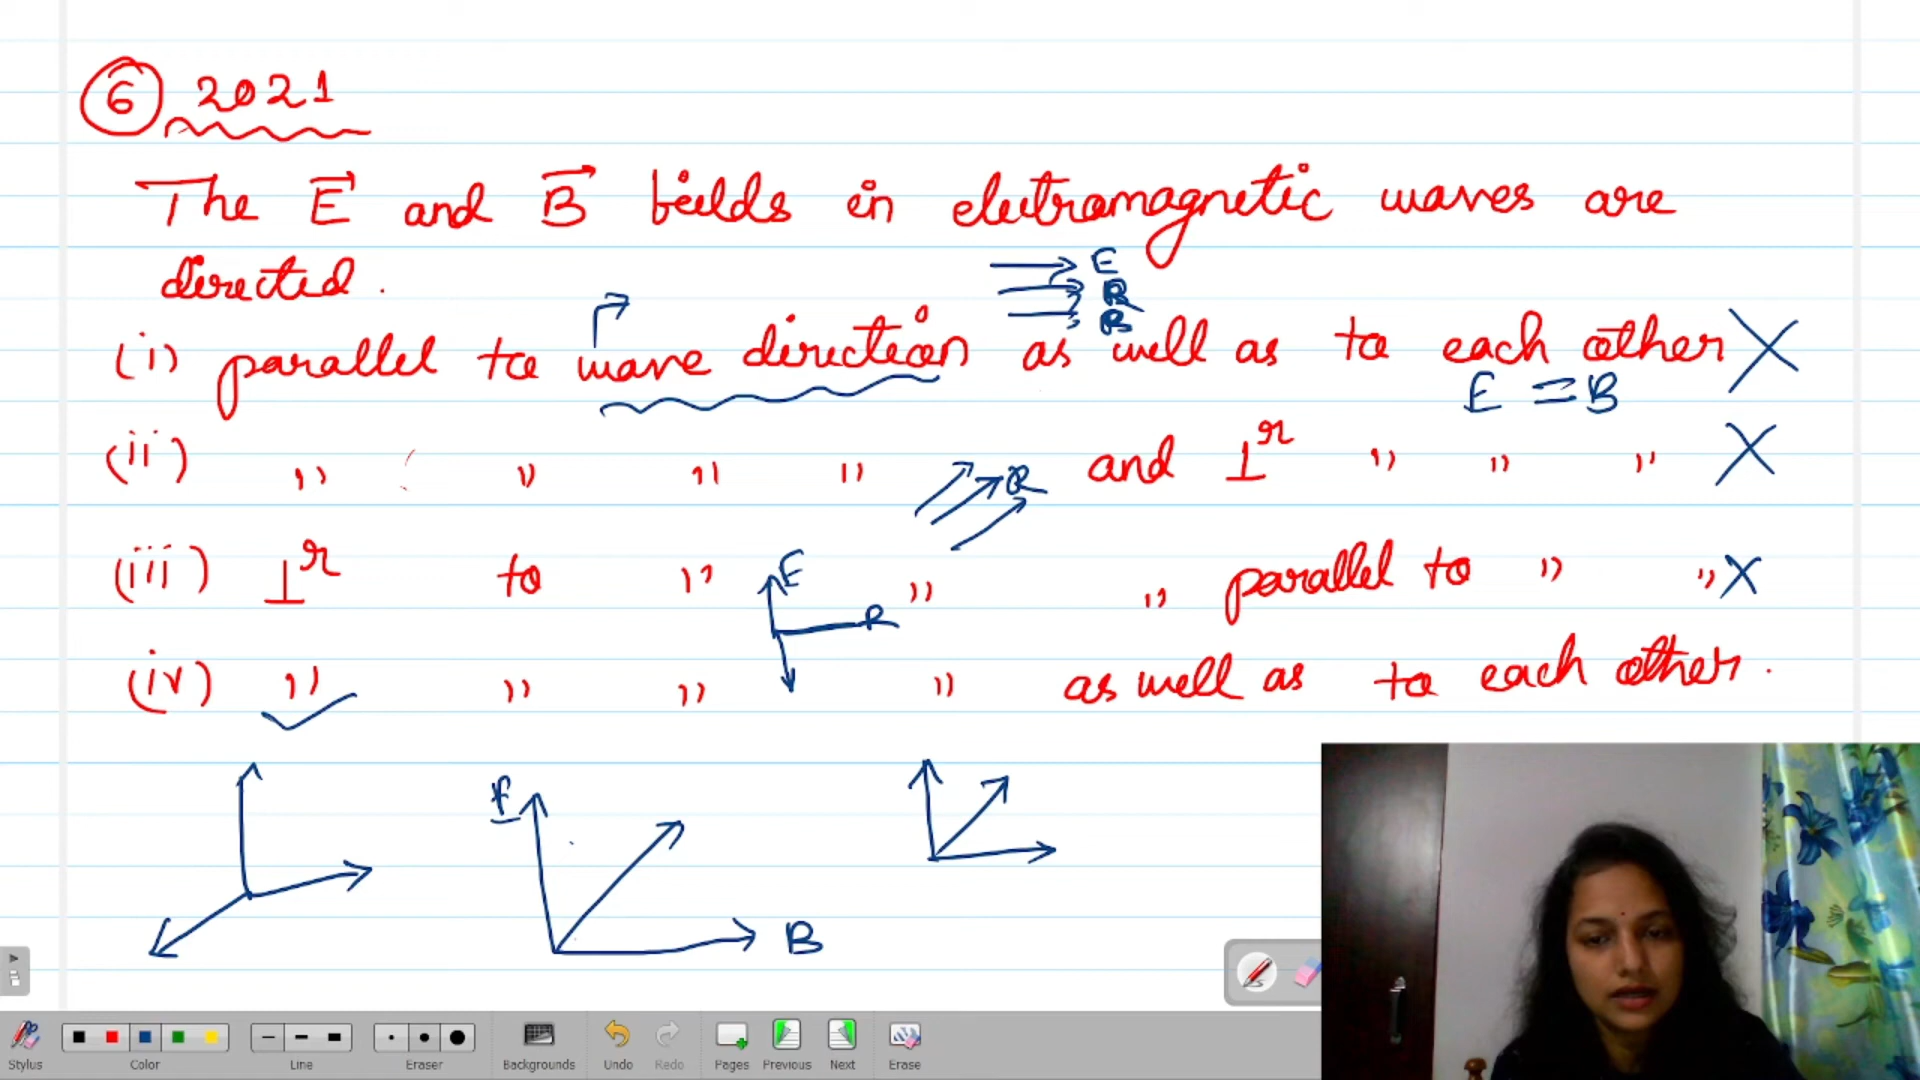 6 2021
The E and B fields in electromagnetic waves are
directed.
E
B
B
(i) parallel to wave direction as well as to each other X
E = B
(ii) " " " " and ⊥r " " " X
R
(iii) ⊥r to " " " parallel to " " X
E
R
(iv) " " " " as well as to each other.
E
B
Stylus Color Line Eraser Backgrounds Undo Redo Pages Previous Next Erase